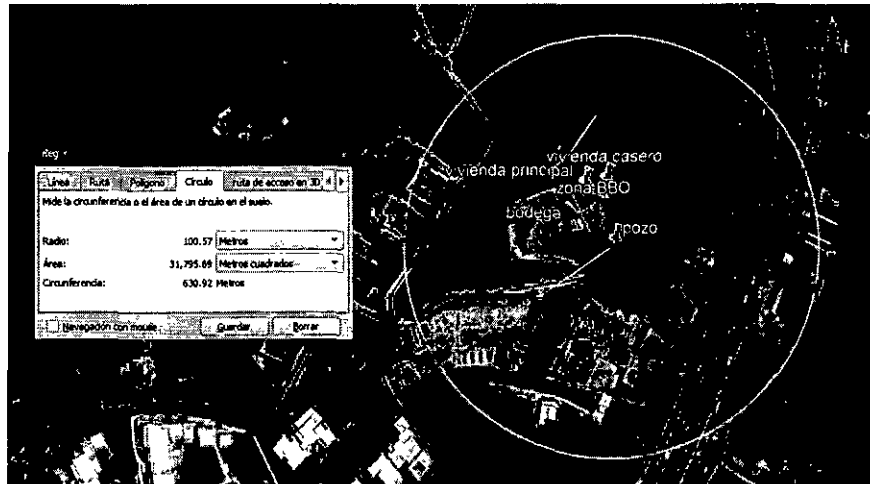 Línea Ruta Polígono Círculo ruta de acceso en 3D
Mide la circunferencia o el área de un círculo en el suelo.
Radio: 100.57 Metros
Área: 31,795.69 Metros cuadrados
Circunferencia: 630.92 Metros
Navegación con mouse Guardar Borrar
vivienda casero
vivienda principal
zona BBO
bodega
pozo